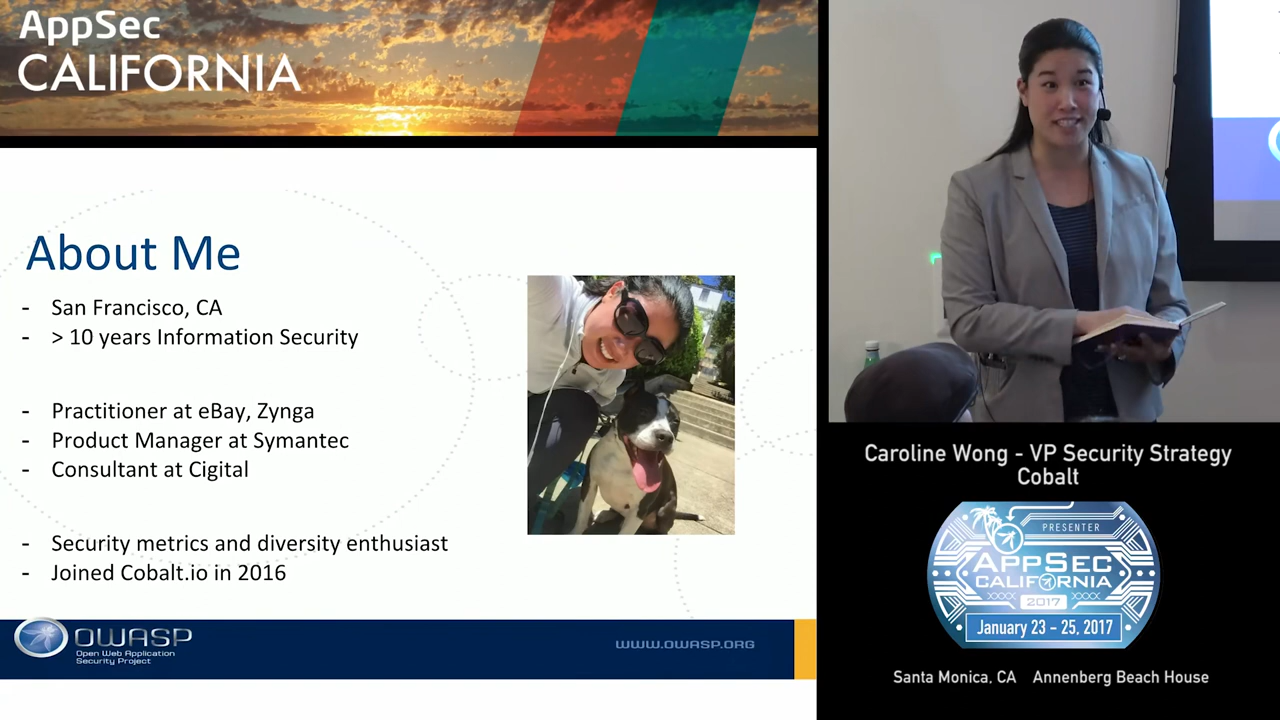 AppSec
CALIFORNIA
About Me
- San Francisco, CA
- > 10 years Information Security
- Practitioner at eBay, Zynga
- Product Manager at Symantec
- Consultant at Cigital
- Security metrics and diversity enthusiast
- Joined Cobalt.io in 2016
OWASP
Open Web Application
Security Project
WWW.OWASP.ORG
Caroline Wong - VP Security Strategy
Cobalt
PRESENTER
APPSEC
CALIFORNIA
2017
January 23 - 25, 2017
Santa Monica, CA Annenberg Beach House